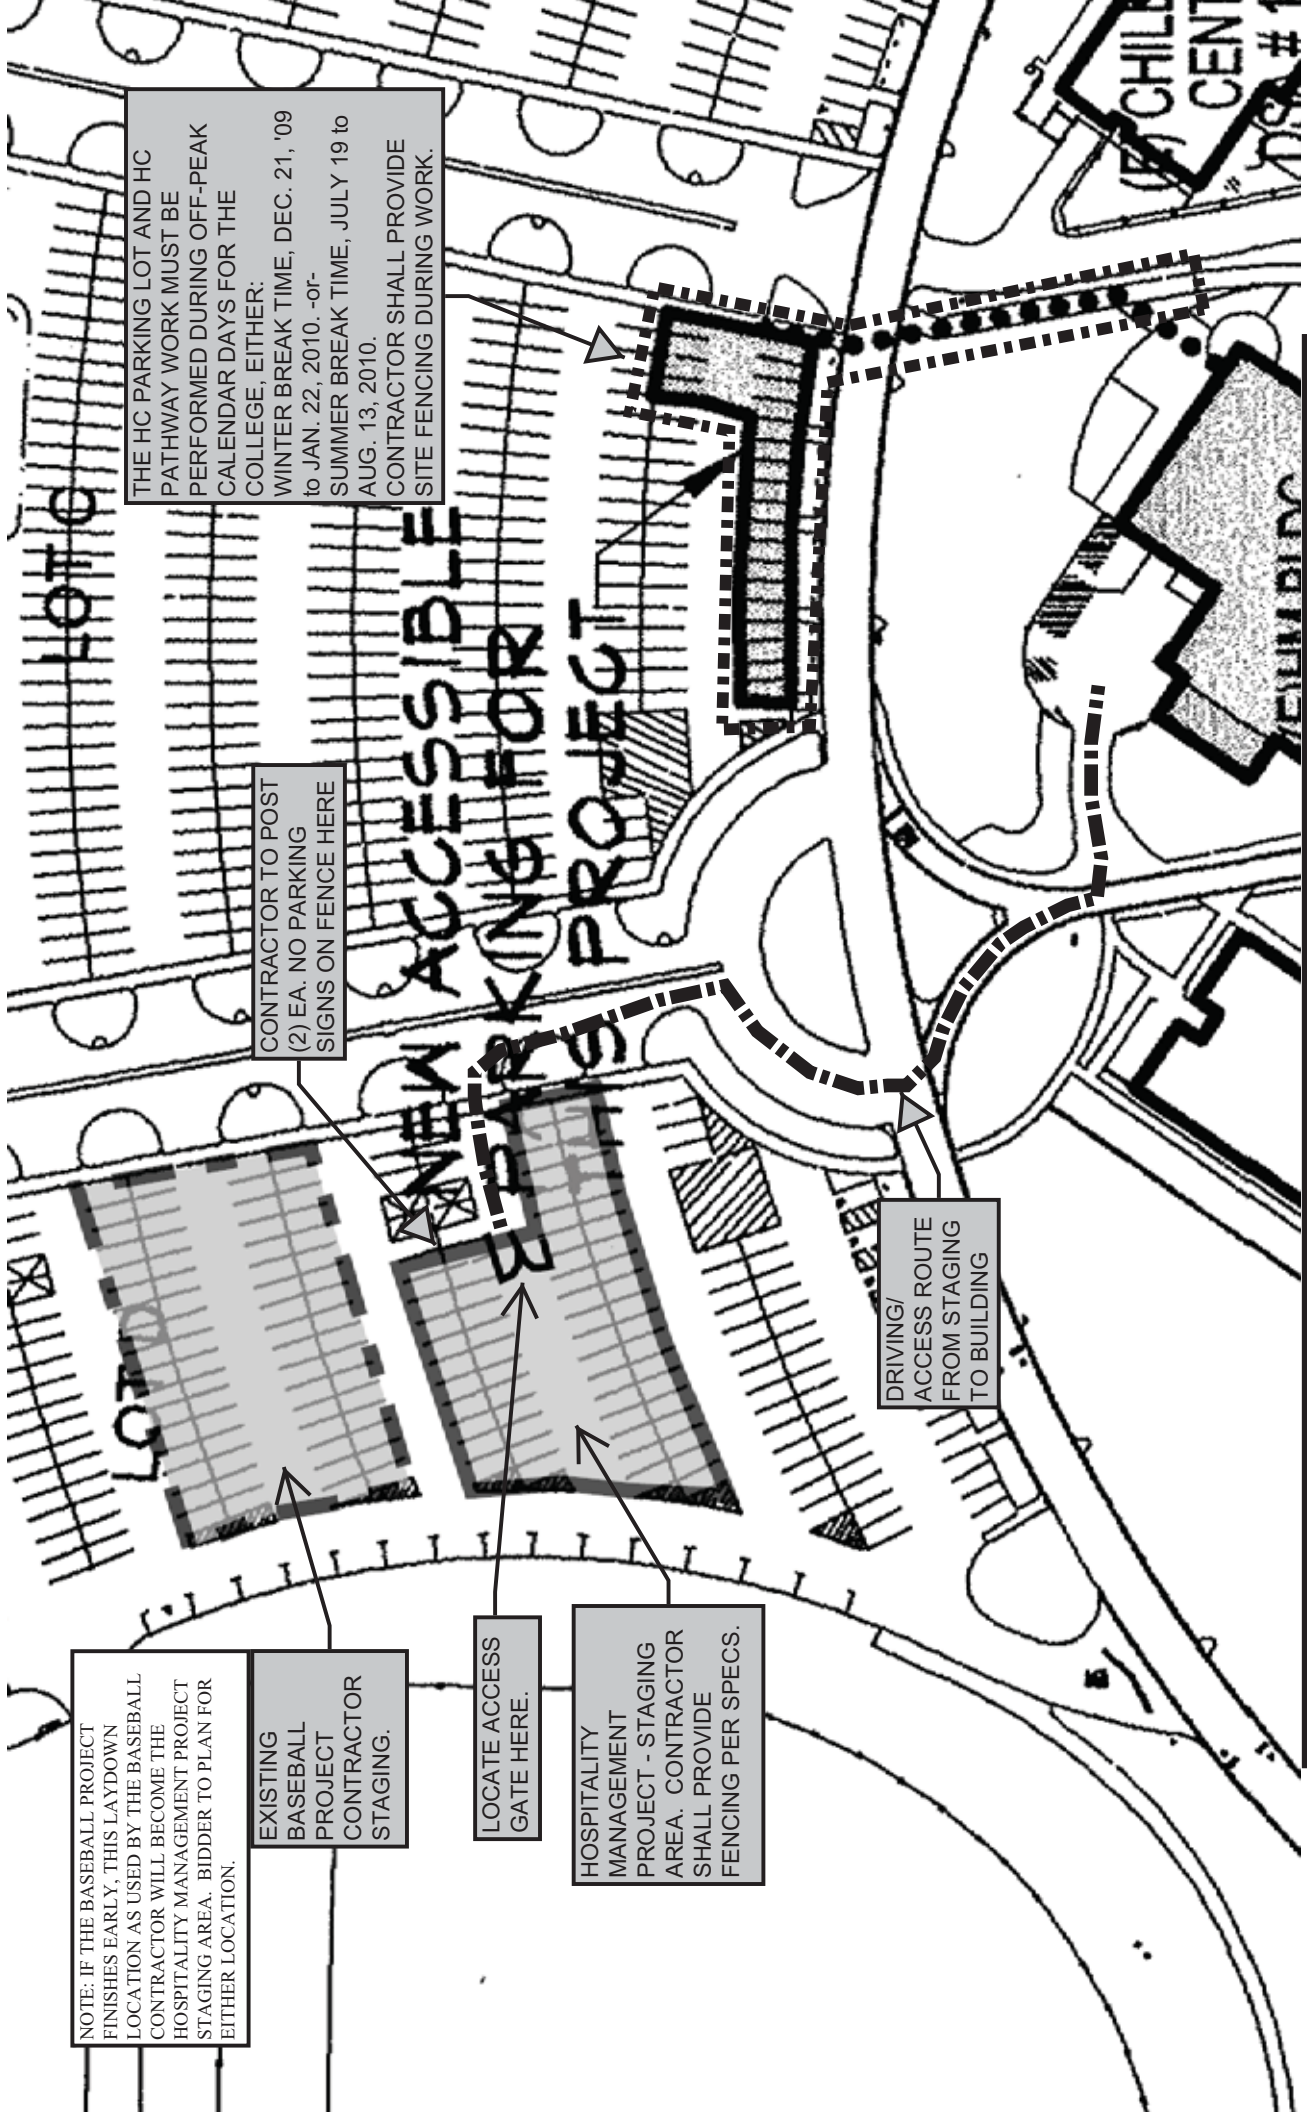 NOTE: IF THE BASEBALL PROJECT
FINISHES EARLY, THIS LAYDOWN
LOCATION AS USED BY THE BASEBALL
CONTRACTOR WILL BECOME THE
HOSPITALITY MANAGEMENT PROJECT
STAGING AREA.  BIDDER TO PLAN FOR
EITHER LOCATION.
EXISTING
BASEBALL
PROJECT
CONTRACTOR
STAGING.
LOCATE ACCESS
GATE HERE.
HOSPITALITY
MANAGEMENT
PROJECT - STAGING
AREA.  CONTRACTOR
SHALL PROVIDE
FENCING PER SPECS.
LOT D
CONTRACTOR TO POST
(2) EA. NO PARKING
SIGNS ON FENCE HERE
DRIVING/
ACCESS ROUTE
FROM STAGING
TO BUILDING
NEW ACCESSIBLE
PARKING FOR
THIS PROJECT
LOT C
THE HC PARKING LOT AND HC
PATHWAY WORK MUST BE
PERFORMED DURING OFF-PEAK
CALENDAR DAYS FOR THE
COLLEGE, EITHER:
WINTER BREAK TIME, DEC. 21, '09
to JAN. 22, 2010. -or-
SUMMER BREAK TIME, JULY 19 to
AUG. 13, 2010.
CONTRACTOR SHALL PROVIDE
SITE FENCING DURING WORK.
(E) CHILD
CENT